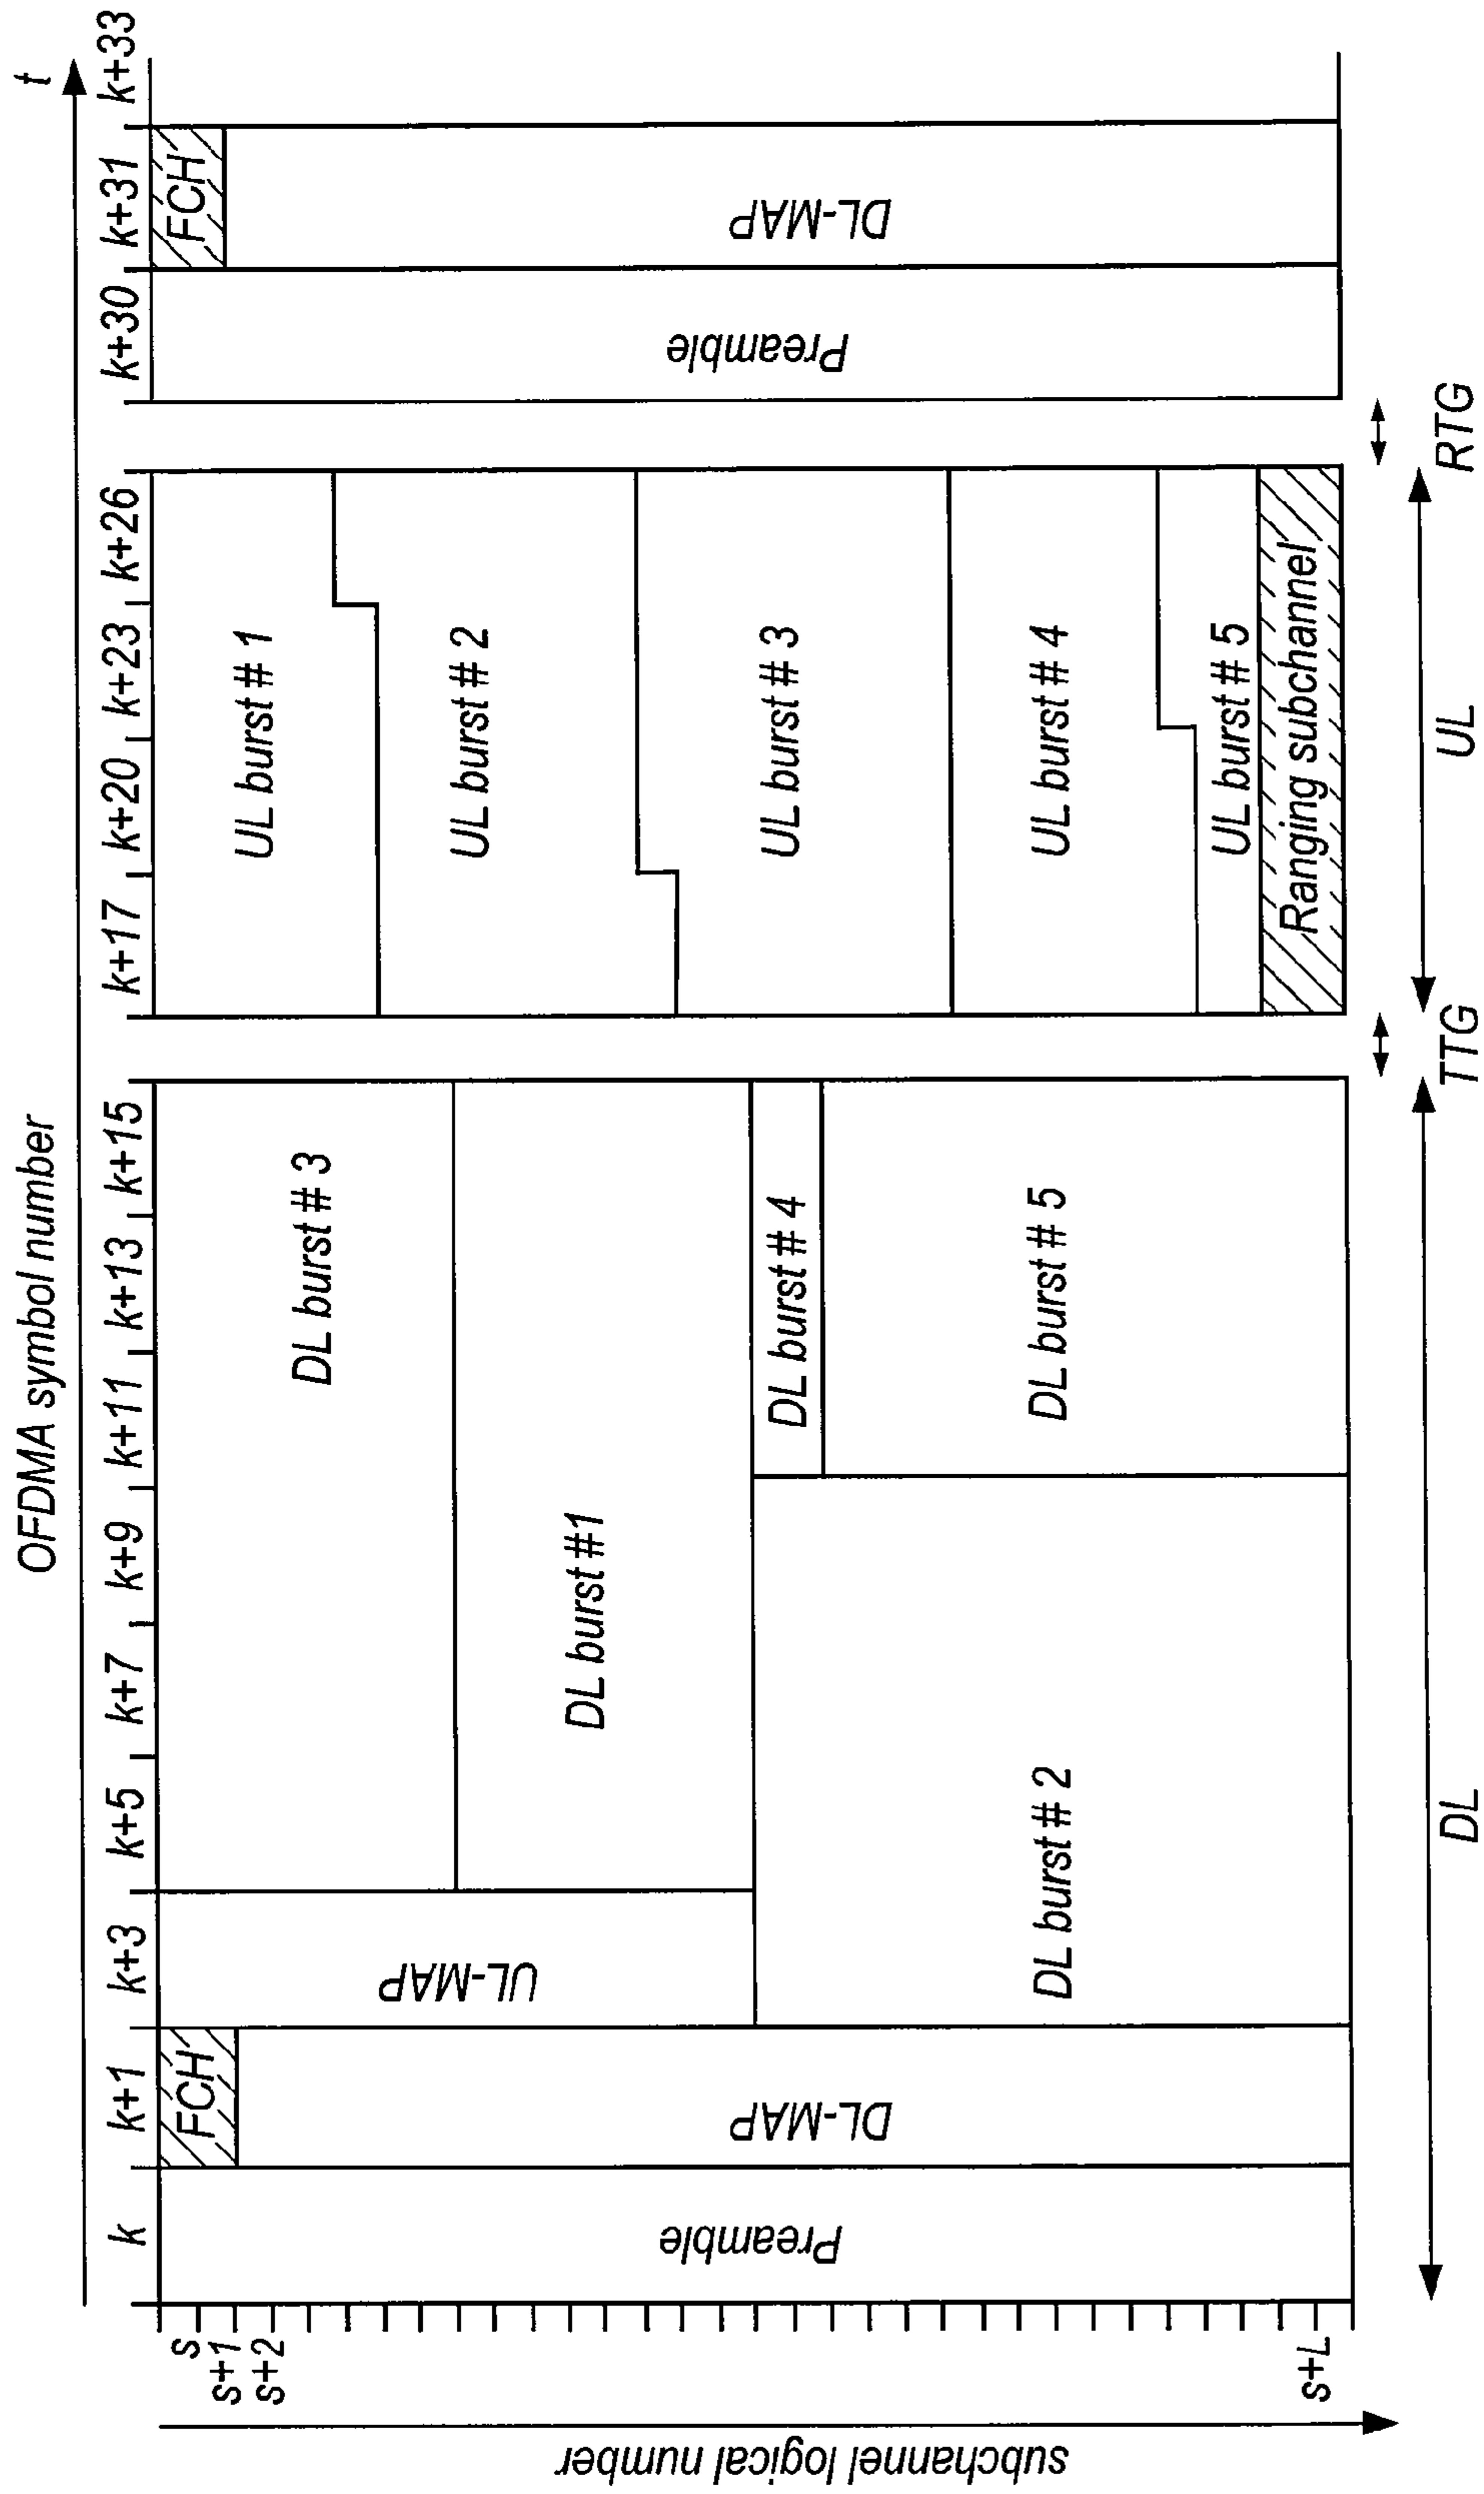 OFDMA symbol number
t
k
k+1
k+3
k+5
k+7
k+9
k+11
k+13
k+15
k+17
k+20
k+23
k+26
k+30
k+31
k+33
subchannel logical number
s
s+1
s+2
s+L
Preamble
FCH
DL-MAP
UL-MAP
DL burst # 3
DL burst #1
DL burst # 2
DL burst # 4
DL burst # 5
UL burst # 1
UL burst # 2
UL burst # 3
UL burst # 4
UL burst # 5
Ranging subchannel
Preamble
FCH
DL-MAP
DL
TTG
UL
RTG